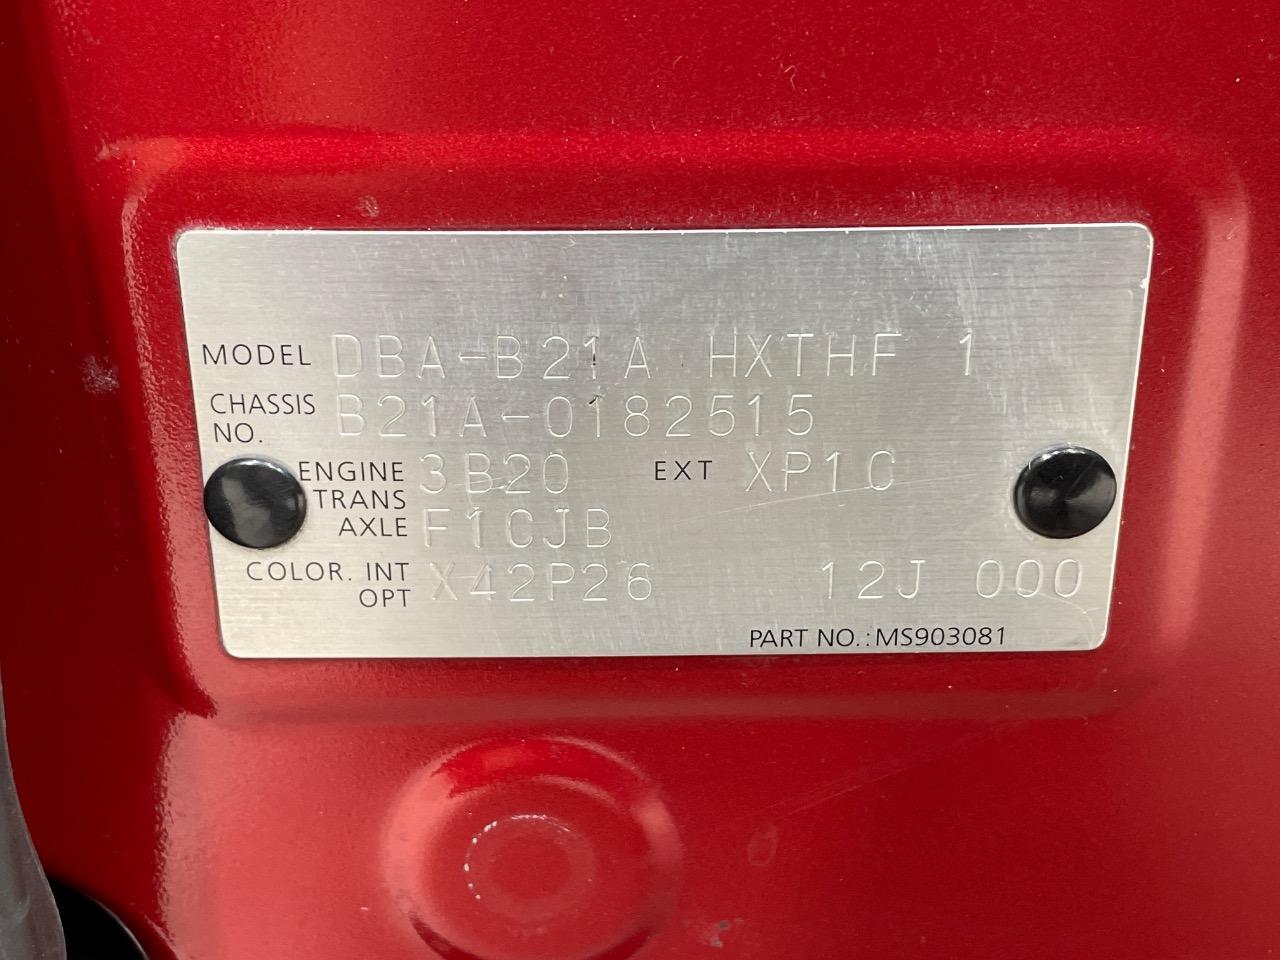 MODEL DBA-B21A HXTHF 1
CHASSIS NO. B21A-0182515
ENGINE 3B20 EXT XP10
TRANS AXLE F1CJB
COLOR. INT OPT X42P26 12J 000
PART NO.: MS903081